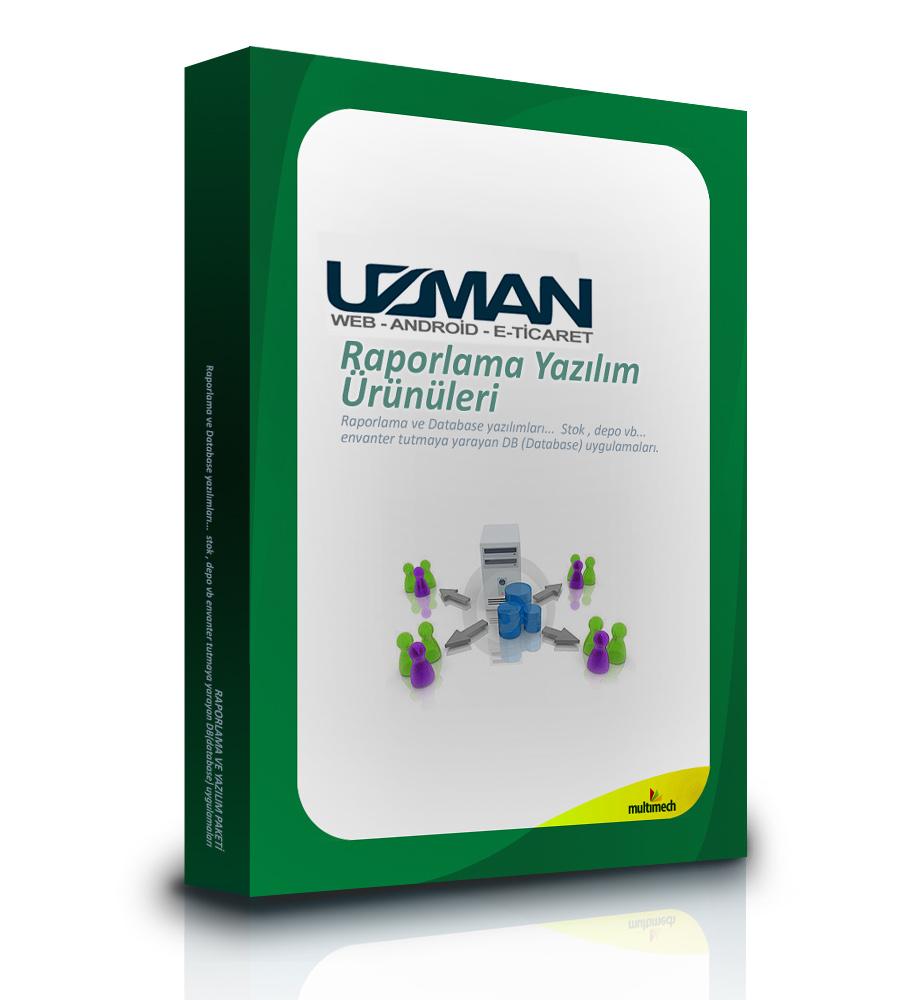 UZMAN
WEB - ANDROİD - E-TİCARET
Raporlama Yazılım
Ürünüleri
Raporlama ve Database yazılımları... Stok , depo vb...
envanter tutmaya yarayan DB (Database) uygulamaları.
multimech
RAPORLAMA VE YAZILIM PAKETİ
Raporlama ve Database yazılımları... stok , depo vb envanter tutmaya yarayan DB(database) uygulamaları
multimech